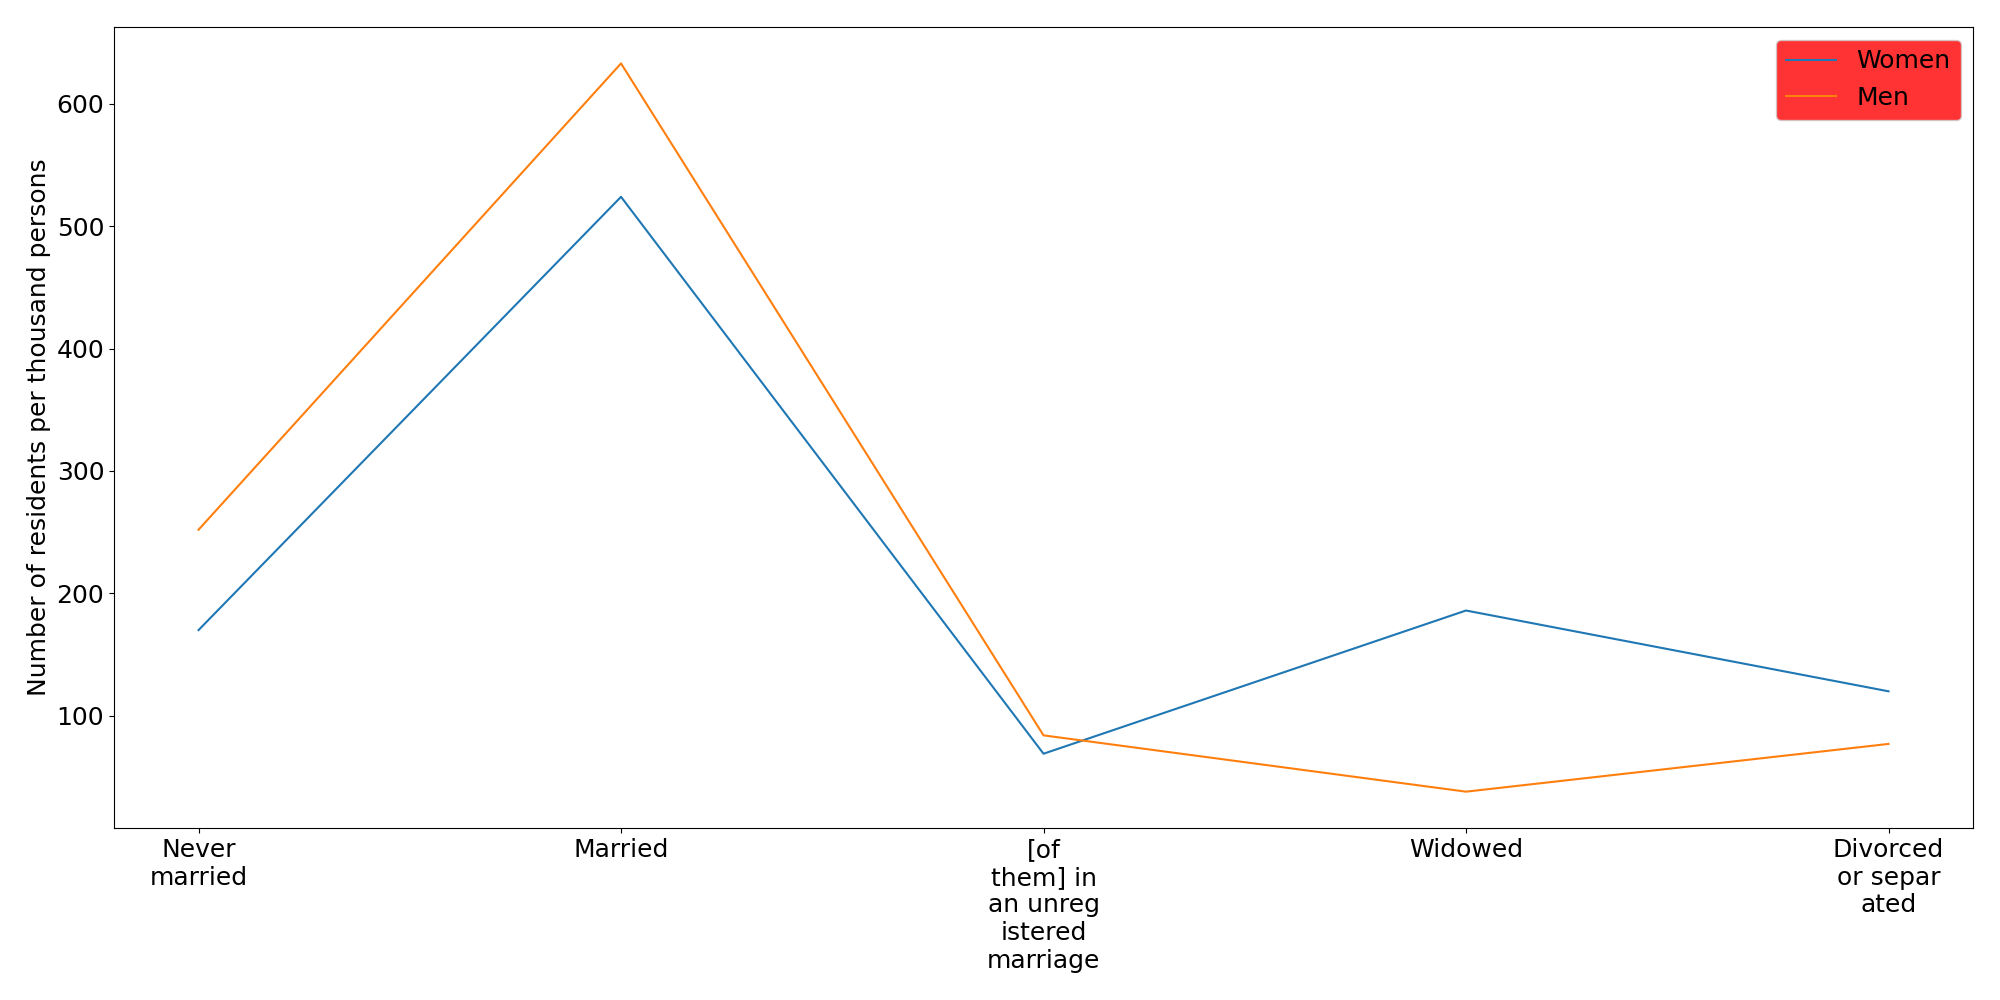 Women
Men
Number of residents per thousand persons
600
500
400
300
200
100
Never
married
Married
[of
them] in
an unreg
istered
marriage
Widowed
Divorced
or separ
ated